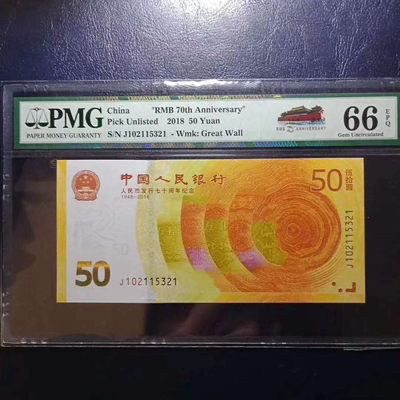 PMG
PAPER MONEY GUARANTY
China "RMB 70th Anniversary"
Pick Unlisted 2018 50 Yuan
S/N J102115321 - Wmk: Great Wall
66 EPQ
Gem Uncirculated
中国人民银行
人民币发行七十周年纪念
1948-2018
50
伍拾圆
J102115321
50
J102115321